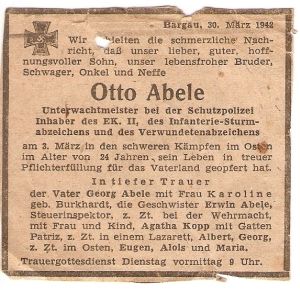 Bargau, 30. März 1942
Wir erhielten die schmerzliche Nach-
richt, daß unser lieber, guter, hoff-
nungsvoller Sohn, unser lebensfroher Bruder,
Schwager, Onkel und Neffe
Otto Abele
Unterwachtmeister bei der Schutzpolizei
Inhaber des EK. II, des Infanterie-Sturm-
abzeichens und des Verwundetenabzeichens
am 3. März in den schweren Kämpfen im Osten
im Alter von 24 Jahren sein Leben in treuer
Pflichterfüllung für das Vaterland geopfert hat.
In tiefer Trauer
der Vater Georg Abele mit Frau Karoline
geb. Burkhardt, die Geschwister Erwin Abele,
Steuerinspektor, z. Zt. bei der Wehrmacht,
mit Frau und Kind, Agatha Kopp mit Gatten
Patriz, z. Zt. in einem Lazarett, Albert, Georg,
z. Zt. im Osten, Eugen, Alois und Maria.
Trauergottesdienst Dienstag vormittag 9 Uhr.